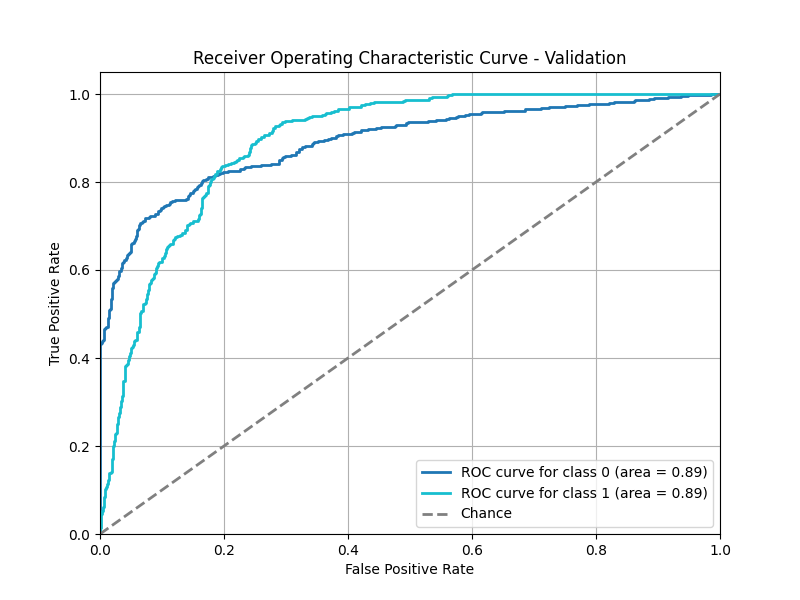 Receiver Operating Characteristic Curve - Validation
True Positive Rate
1.0
0.8
0.6
0.4
0.2
0.0
0.0 0.2 0.4 0.6 0.8 1.0
False Positive Rate
ROC curve for class 0 (area = 0.89)
ROC curve for class 1 (area = 0.89)
Chance